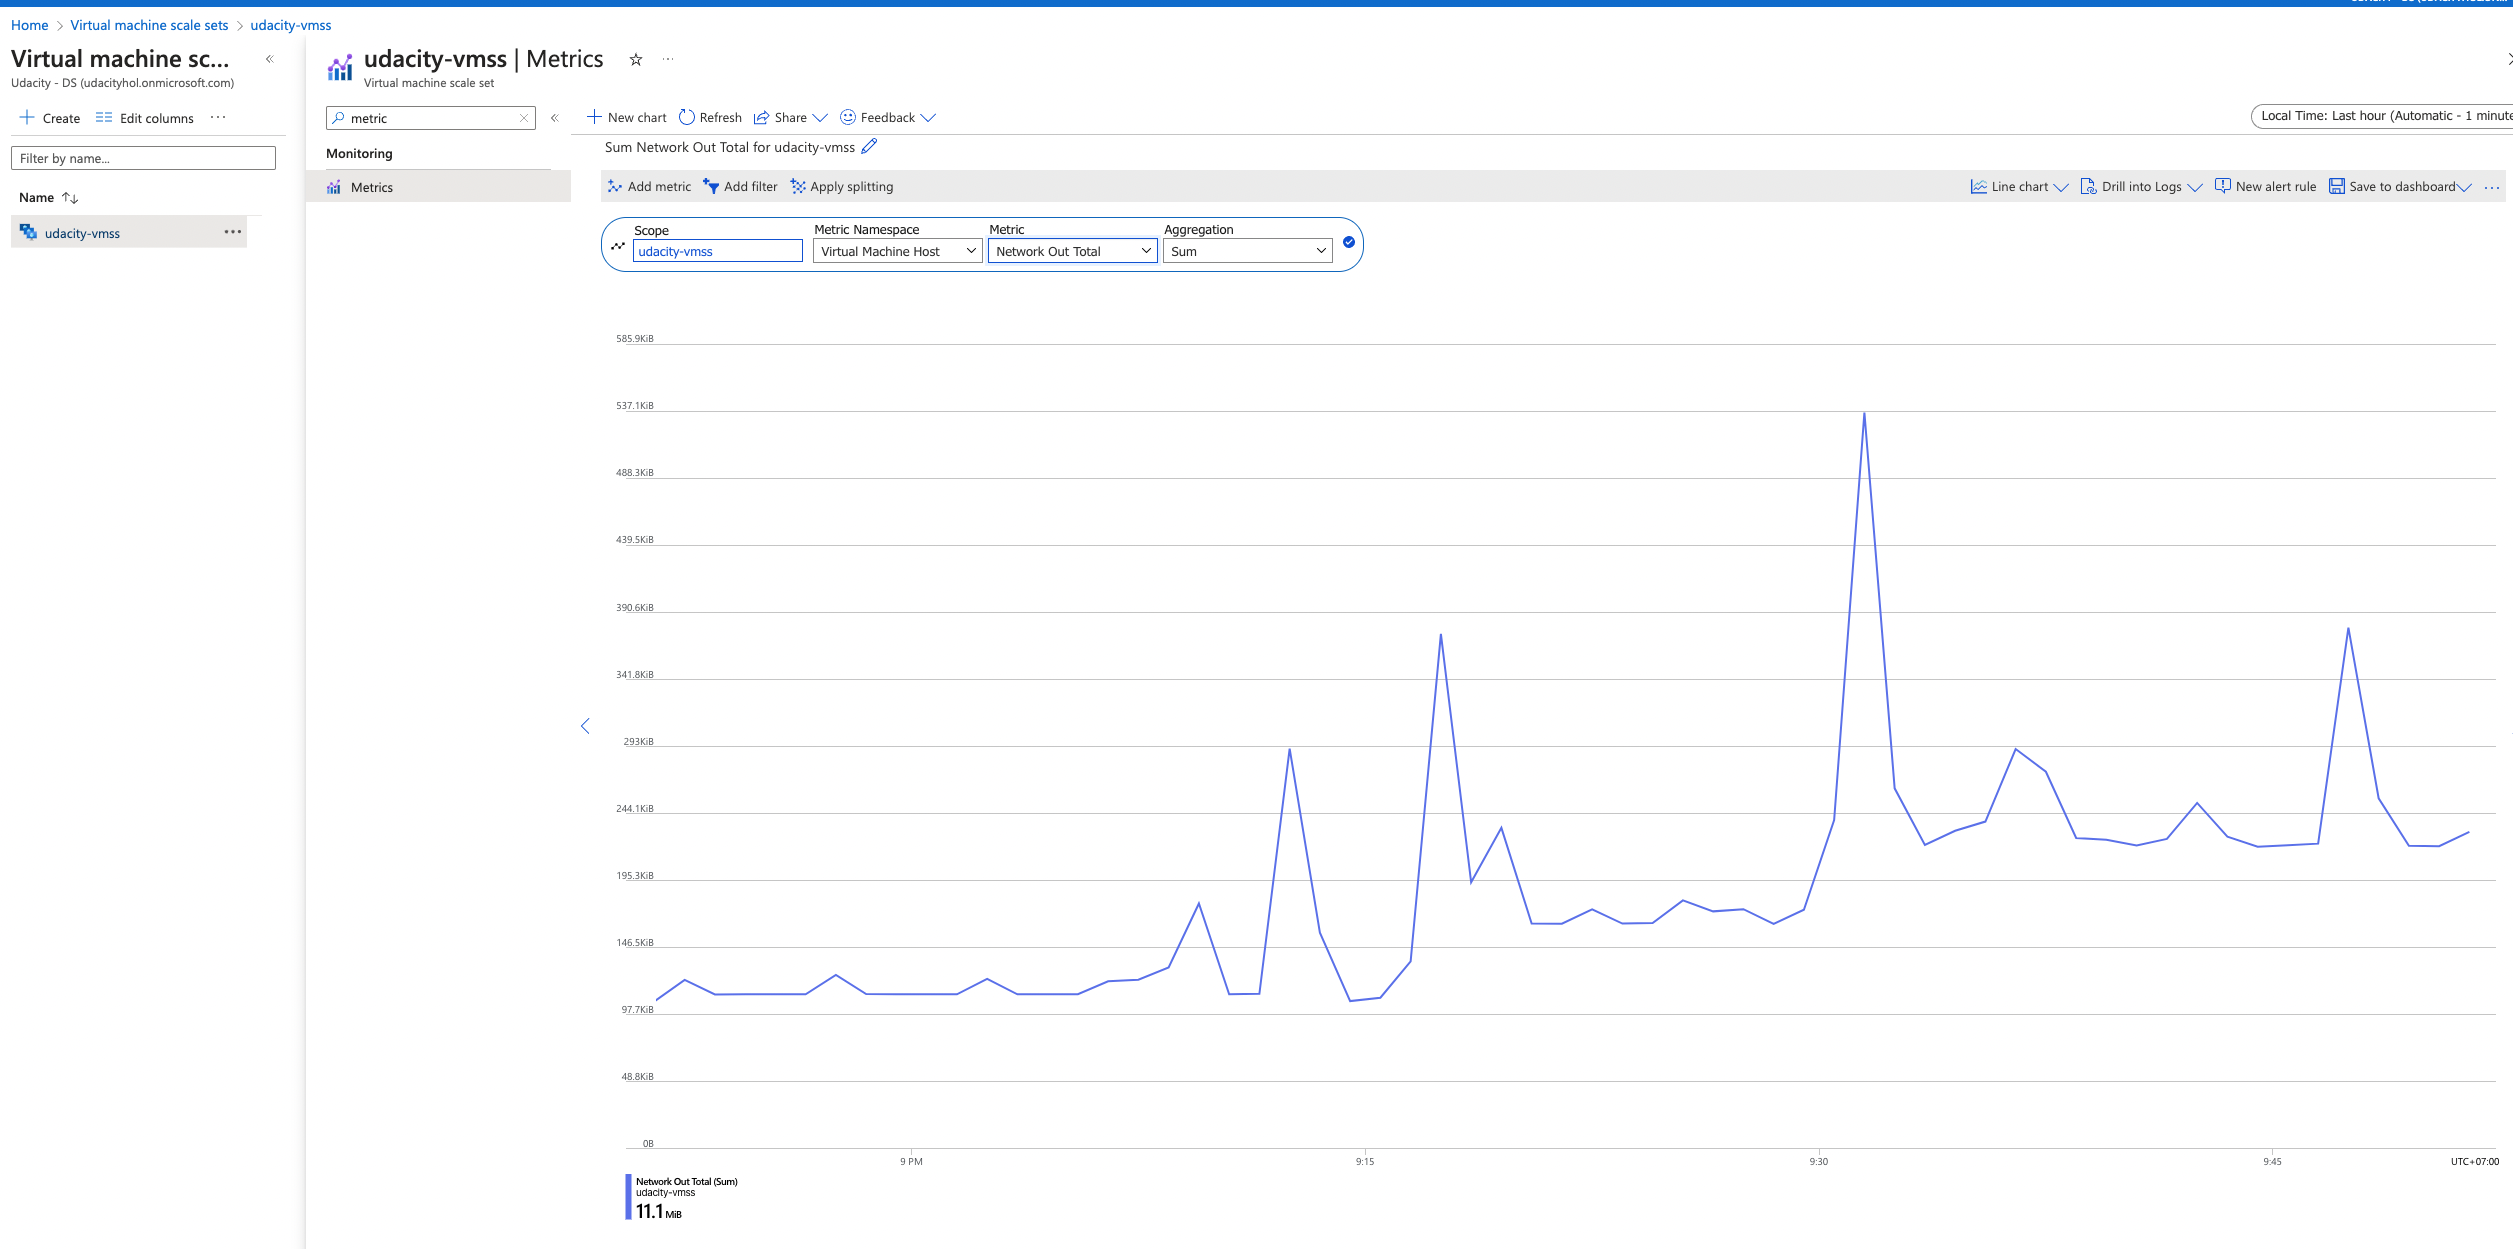 Home > Virtual machine scale sets > udacity-vmss
Virtual machine sc...
Udacity - DS (udacityhol.onmicrosoft.com)
Create
Edit columns
Filter by name...
Name
udacity-vmss
udacity-vmss | Metrics
Virtual machine scale set
metric
Monitoring
Metrics
New chart
Refresh
Share
Feedback
Local Time: Last hour (Automatic - 1 minute
Sum Network Out Total for udacity-vmss
Add metric
Add filter
Apply splitting
Line chart
Drill into Logs
New alert rule
Save to dashboard
Scope
udacity-vmss
Metric Namespace
Virtual Machine Host
Metric
Network Out Total
Aggregation
Sum
585.9KiB
537.1KiB
488.3KiB
439.5KiB
390.6KiB
341.8KiB
293KiB
244.1KiB
195.3KiB
146.5KiB
97.7KiB
48.8KiB
0B
9 PM
9:15
9:30
9:45
UTC+07:00
Network Out Total (Sum)
udacity-vmss
11.1 MiB